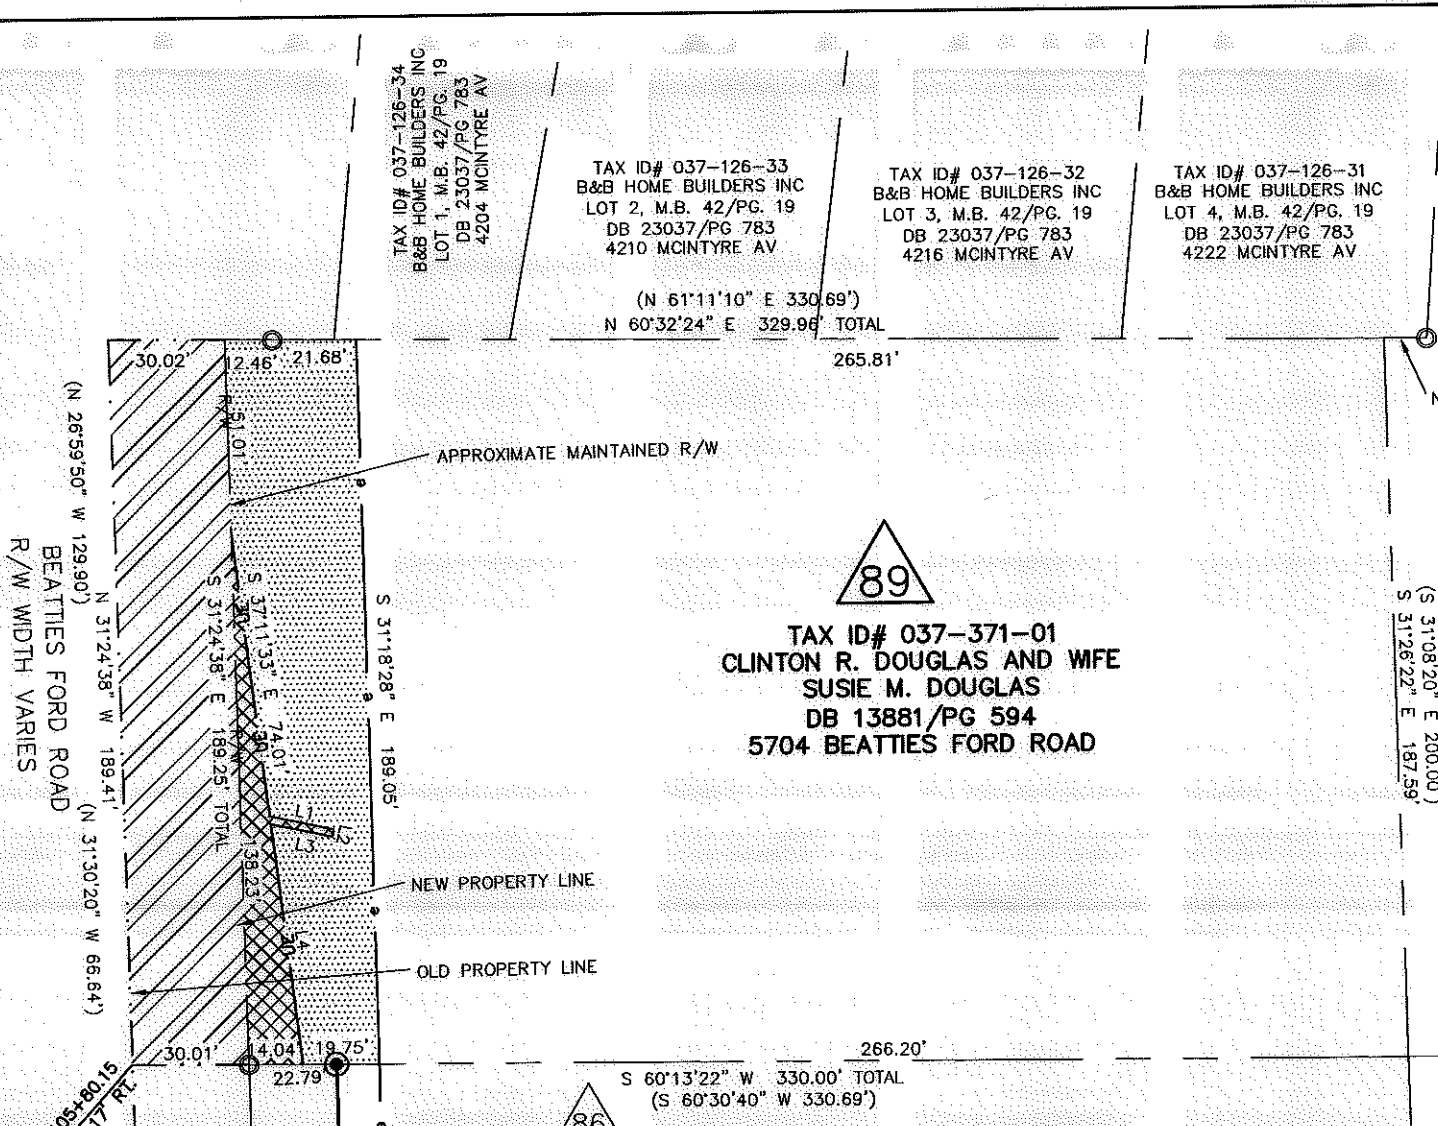 TAX ID# 037-126-34
B&B HOME BUILDERS INC
LOT 1, M.B. 42/PG. 19
DB 23037/PG 783
4204 MCINTYRE AV
TAX ID# 037-126-33
B&B HOME BUILDERS INC
LOT 2, M.B. 42/PG. 19
DB 23037/PG 783
4210 MCINTYRE AV
TAX ID# 037-126-32
B&B HOME BUILDERS INC
LOT 3, M.B. 42/PG. 19
DB 23037/PG 783
4216 MCINTYRE AV
TAX ID# 037-126-31
B&B HOME BUILDERS INC
LOT 4, M.B. 42/PG. 19
DB 23037/PG 783
4222 MCINTYRE AV
(N 61°11'10" E 330.69')
N 60°32'24" E 329.96' TOTAL
30.02'
12.46'
21.68'
265.81'
R/W
51.01'
APPROXIMATE MAINTAINED R/W
(N 26°59'50" W 129.90')
BEATTIES FORD ROAD
R/W WIDTH VARIES
N 31°24'38" W 189.41'
(N 31°30'20" W 66.64')
S 31°24'38" E 189.25' TOTAL
S 37°11'33" E 74.01'
S 31°18'28" E 189.05'
138.23'
L1
L2
L3
L4
89
TAX ID# 037-371-01
CLINTON R. DOUGLAS AND WIFE
SUSIE M. DOUGLAS
DB 13881/PG 594
5704 BEATTIES FORD ROAD
(S 31°08'20" E 200.00')
S 31°26'22" E 187.59'
NEW PROPERTY LINE
OLD PROPERTY LINE
30.01'
14.04'
19.75'
22.79'
266.20'
S 60°13'22" W 330.00' TOTAL
(S 60°30'40" W 330.69')
86
05+80.15
17' RT.